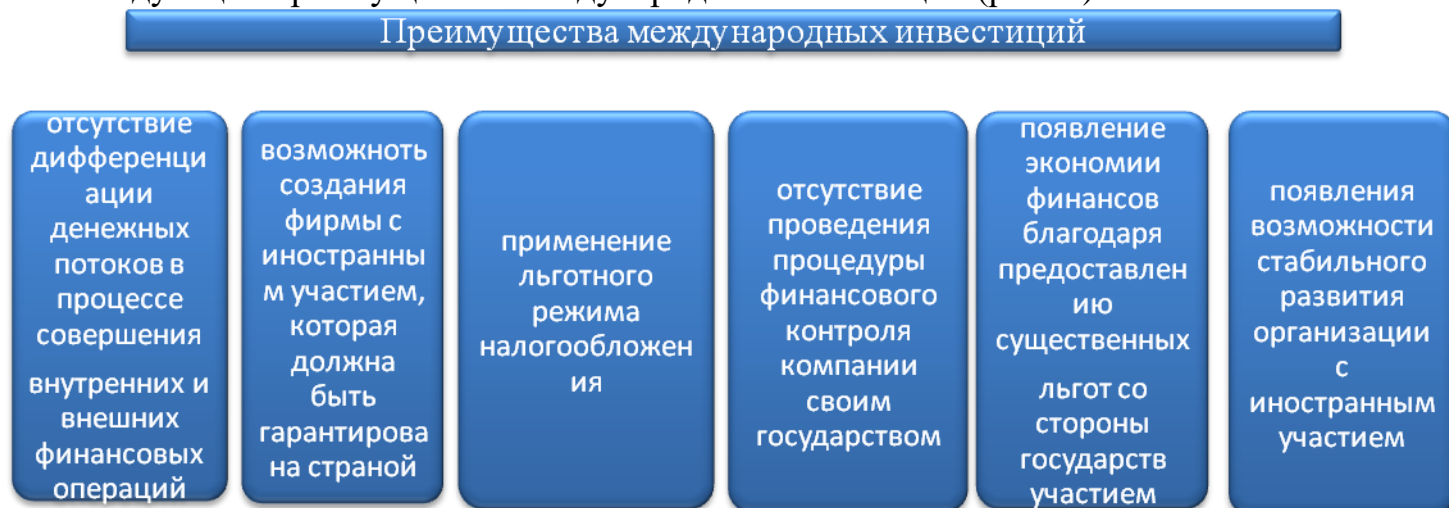 Преимущества международных инвестиций
отсутствие
дифференци
ации
денежных
потоков в
процессе
совершения
внутренних и
внешних
финансовых
операций
возможноть
создания
фирмы с
иностранны
м участием,
которая
должна
быть
гарантирова
на страной
применение
льготного
режима
налогообложен
ия
отсутствие
проведения
процедуры
финансового
контроля
компании
своим
государством
появление
экономии
финансов
благодаря
предоставлен
ию
существенных
льгот со
стороны
государств
участием
появления
возможности
стабильного
развития
организации
с
иностранным
участием